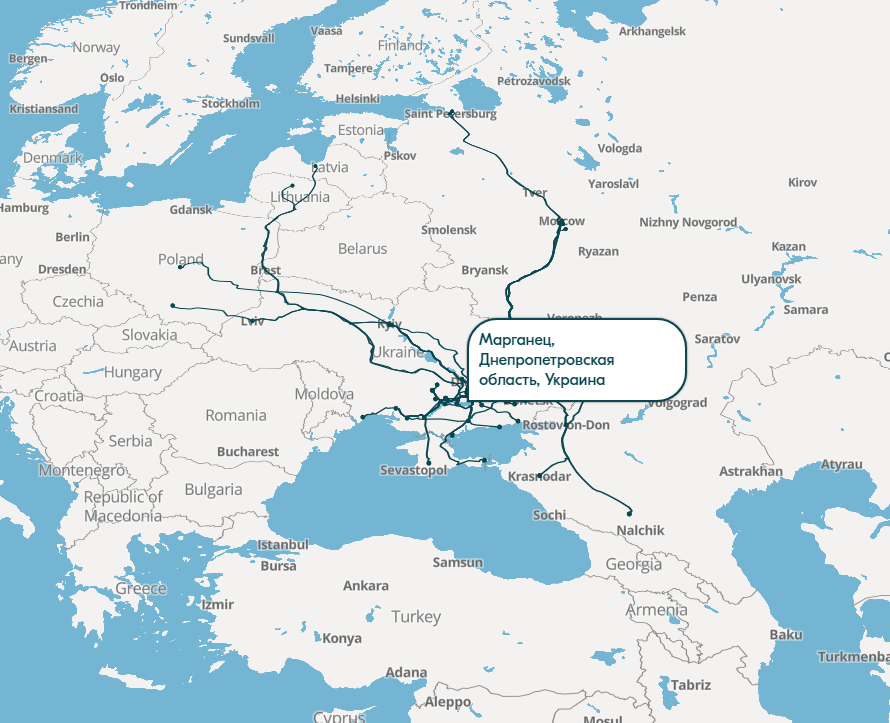 Trondheim
Arkhangelsk
Vaasa
Sundsvall
Norway
Finland
Bergen
Tampere
Oslo
Petrozavodsk
Helsinki
Stockholm
Kristiansand
Saint Petersburg
Estonia
Vologda
Pskov
Denmark
Latvia
Yaroslavl
Kirov
Tver
Lithuania
Hamburg
Gdansk
Moscow
Nizhny Novgorod
Smolensk
Berlin
Kazan
Belarus
Ryazan
any
Poland
Dresden
Brest
Bryansk
Ulyanovsk
Penza
Czechia
Samara
Voronezh
Lviv
Kyiv
Slovakia
Saratov
Марганец,
Днепропетровская
область, Украина
Austria
Ukraine
Hungary
Moldova
Croatia
Volgograd
Romania
Rostov-on-Don
Serbia
Bucharest
Montenegro
Sevastopol
Astrakhan
Atyrau
Krasnodar
Bulgaria
Republic of
Macedonia
Sochi
Nalchik
Istanbul
Samsun
Georgia
Bursa
Ankara
Greece
Izmir
Armenia
Turkey
Konya
Baku
Turkmenba
Adana
Tabriz
Aleppo
Cyprus
Mosul